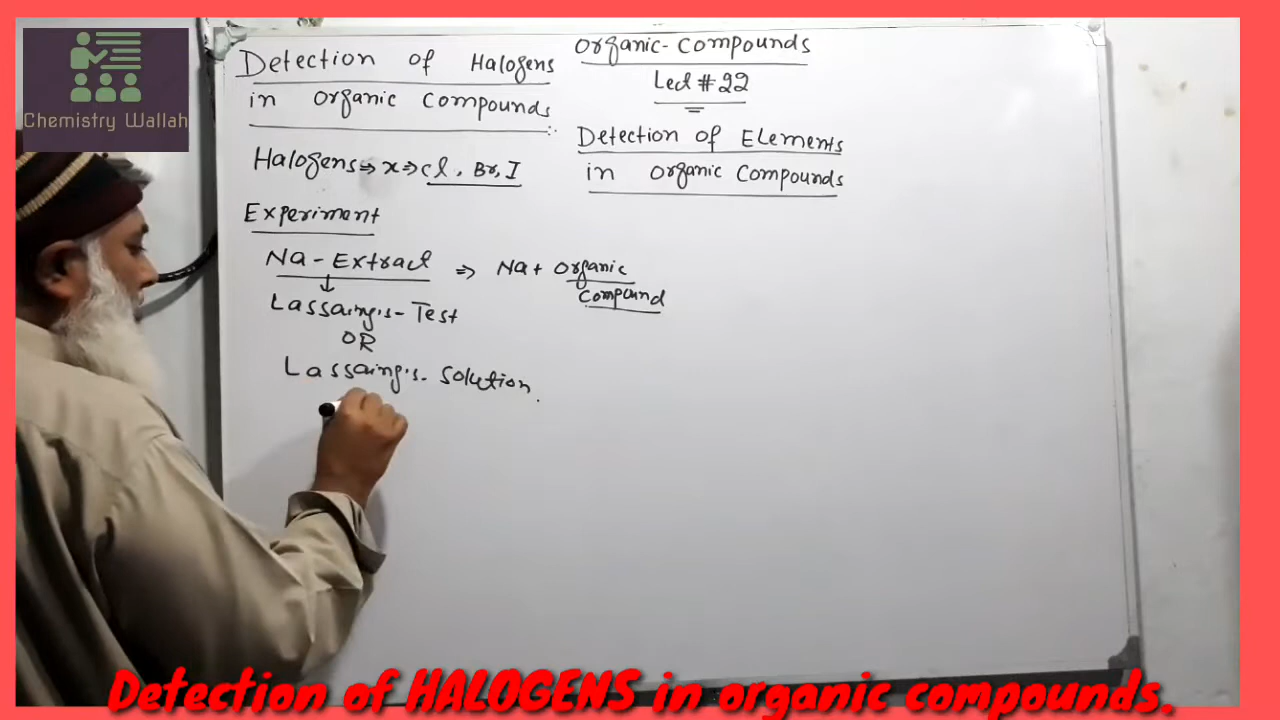 Chemistry Wallah
Detection of Halogens
in organic compounds
Halogens ⇒ x ⇒ Cl, Br, I
Experiment
Na - Extract ⇒ Na + Organic
Compound
↓
Lassaing's - Test
OR
Lassaing's - Solution.
Organic - Compounds
Lect # 22
Detection of Elements
in organic Compounds
Detection of HALOGENS in organic compounds.